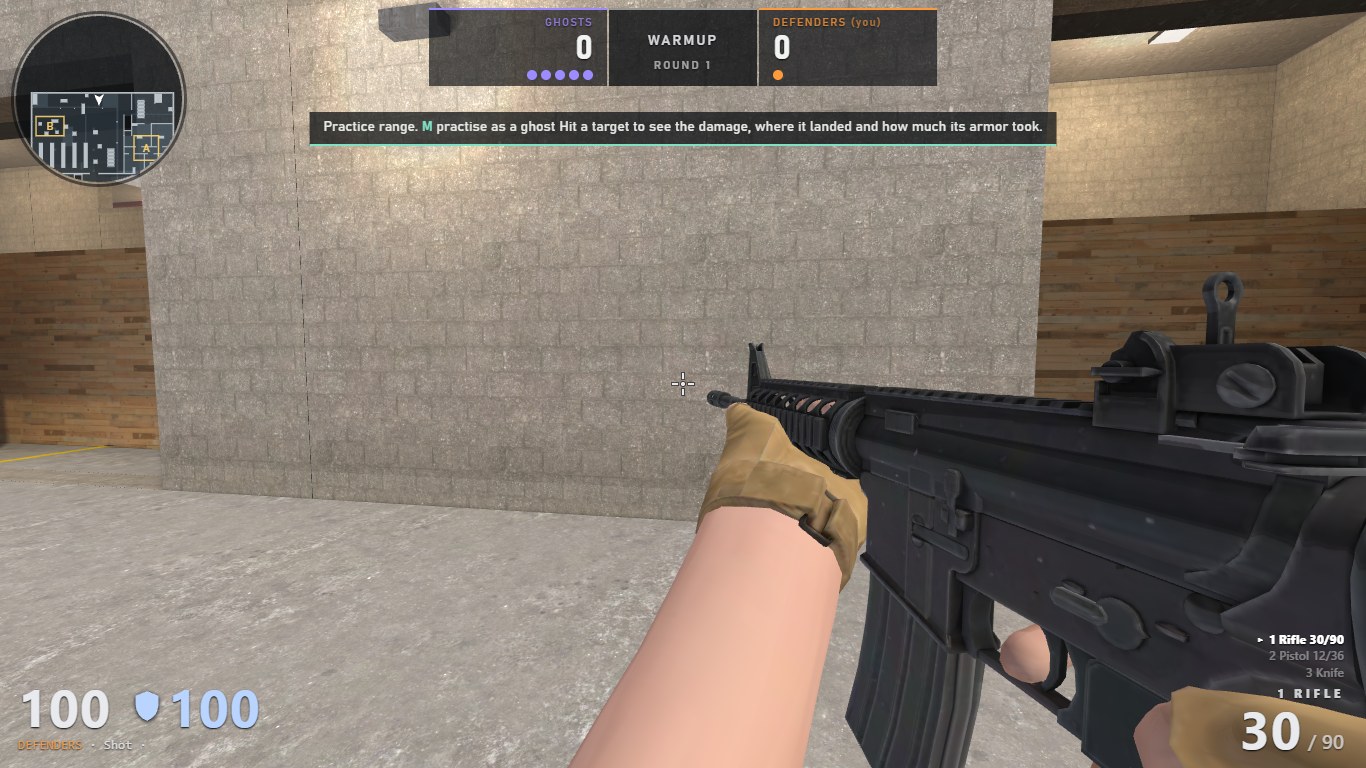 GHOSTS
0
WARMUP
ROUND 1
DEFENDERS (you)
0
Practice range. M practise as a ghost Hit a target to see the damage, where it landed and how much its armor took.
B
A
1 Rifle 30/90
2 Pistol 12/36
3 Knife
1 RIFLE
30 / 90
100 100
DEFENDERS · Shot ·